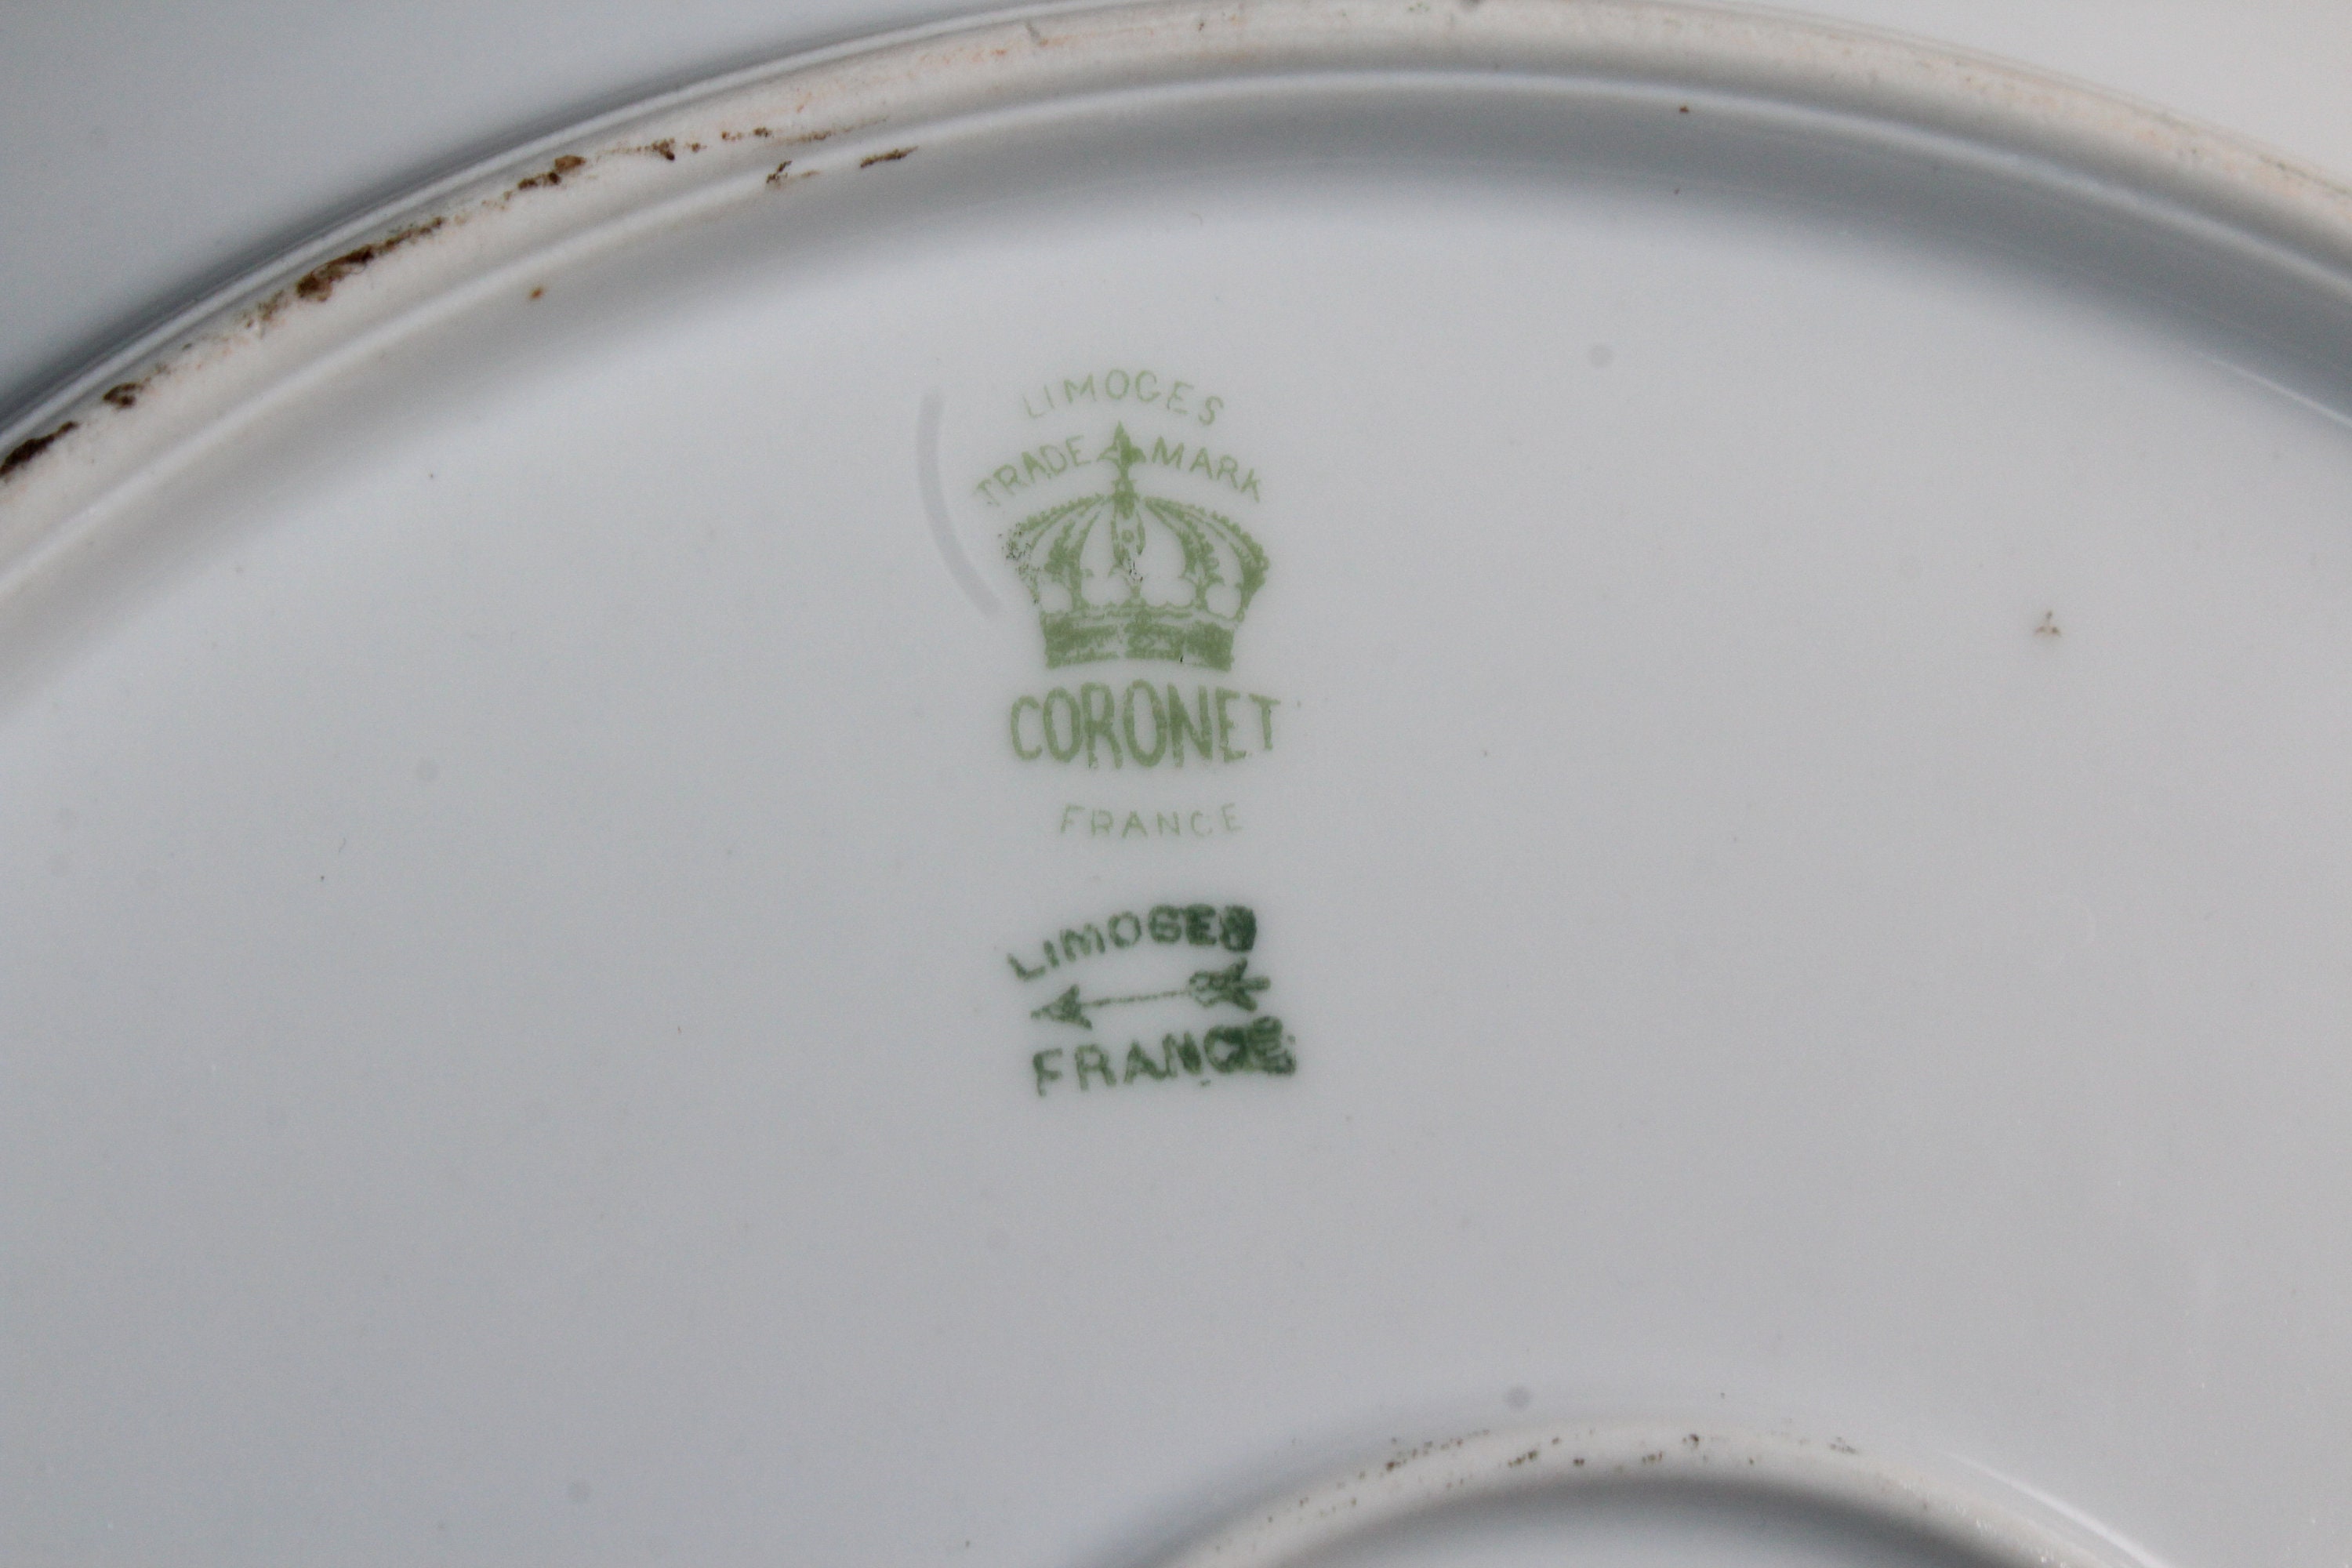 LIMOGES
TRADE MARK
CORONET
FRANCE
LIMOGES
FRANCE